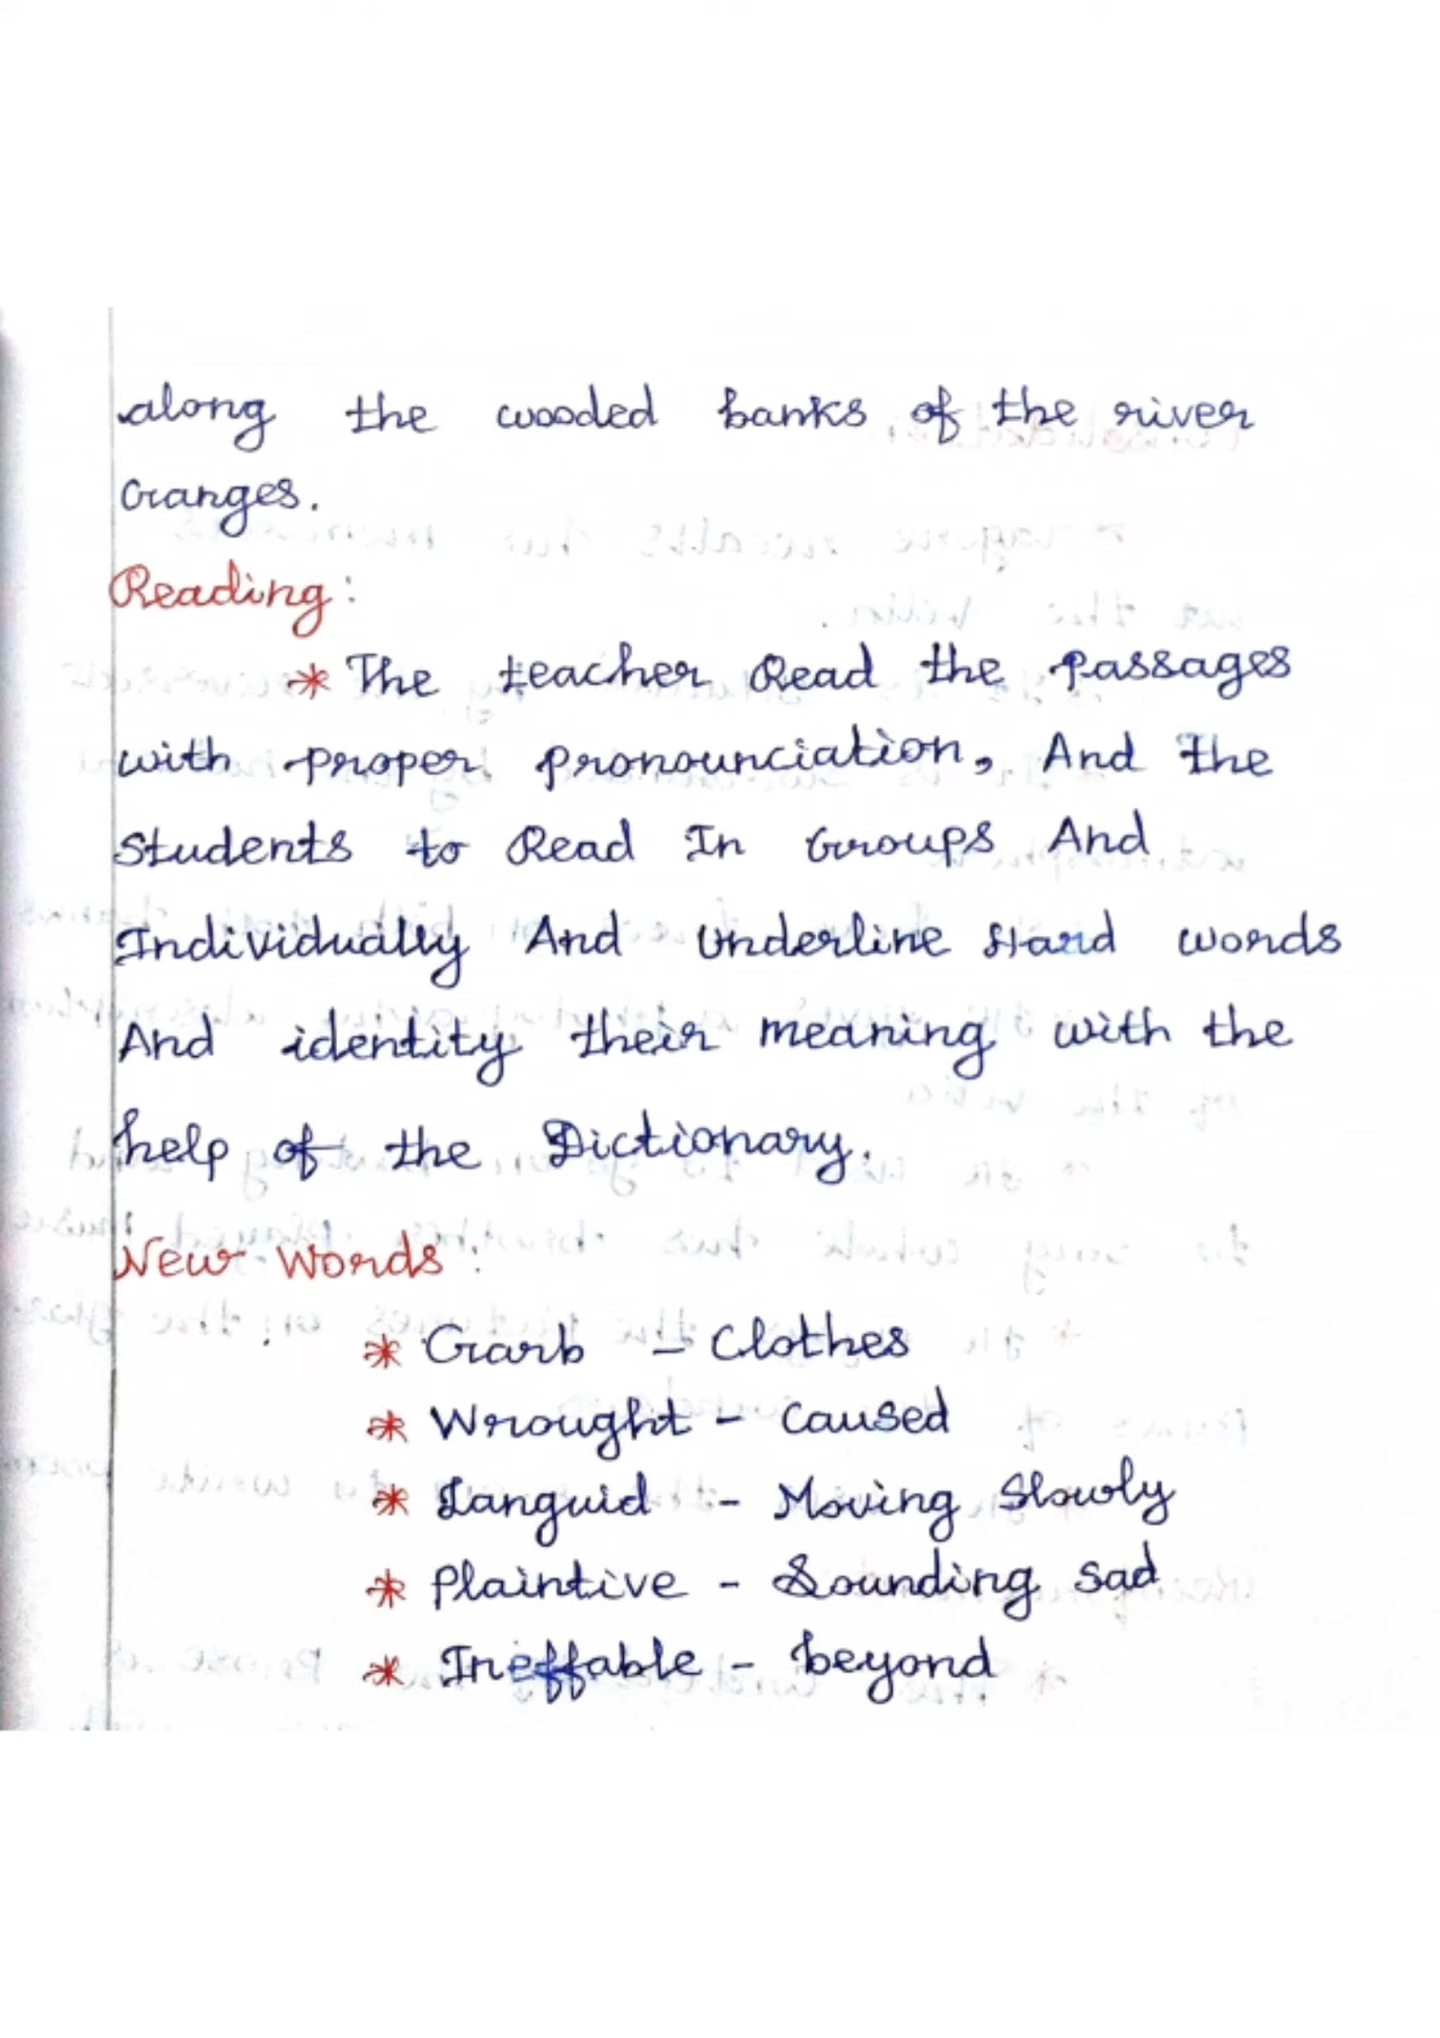 along the wooded banks of the river
Ganges.
Reading:
* The teacher Read the passages
with proper pronounciation, And the
students to Read In Groups And
Individually And Underline Hard words
And identity their meaning with the
help of the Dictionary.
New Words:
* Garb - Clothes
* Wrought - Caused
* Languid - Moving Slowly
* Plaintive - Sounding sad
* Ineffable - beyond